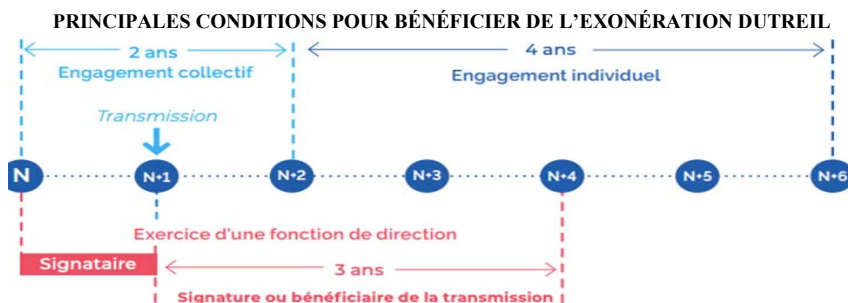 PRINCIPALES CONDITIONS POUR BÉNÉFICIER DE L’EXONÉRATION DUTREIL
2 ans
4 ans
Engagement collectif
Engagement individuel
Transmission
N
N+1
N+2
N+3
N+4
N+5
N+6
Exercice d'une fonction de direction
Signataire
3 ans
Signature ou bénéficiaire de la transmission